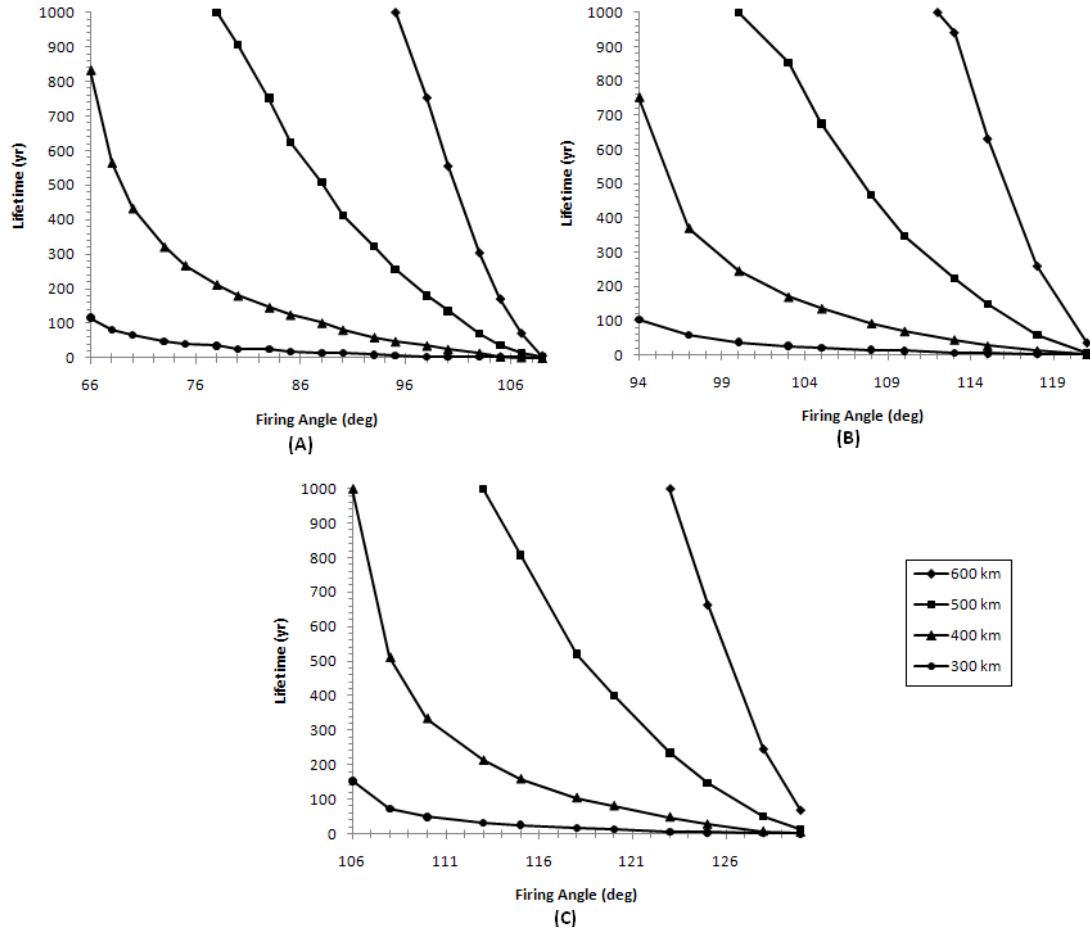 1000
900
800
700
600
500
400
300
200
100
0
Lifetime (yr)
66 76 86 96 106
Firing Angle (deg)
(A)
1000
900
800
700
600
500
400
300
200
100
0
Lifetime (yr)
94 99 104 109 114 119
Firing Angle (deg)
(B)
1000
900
800
700
600
500
400
300
200
100
0
Lifetime (yr)
106 111 116 121 126
Firing Angle (deg)
(C)
600 km
500 km
400 km
300 km